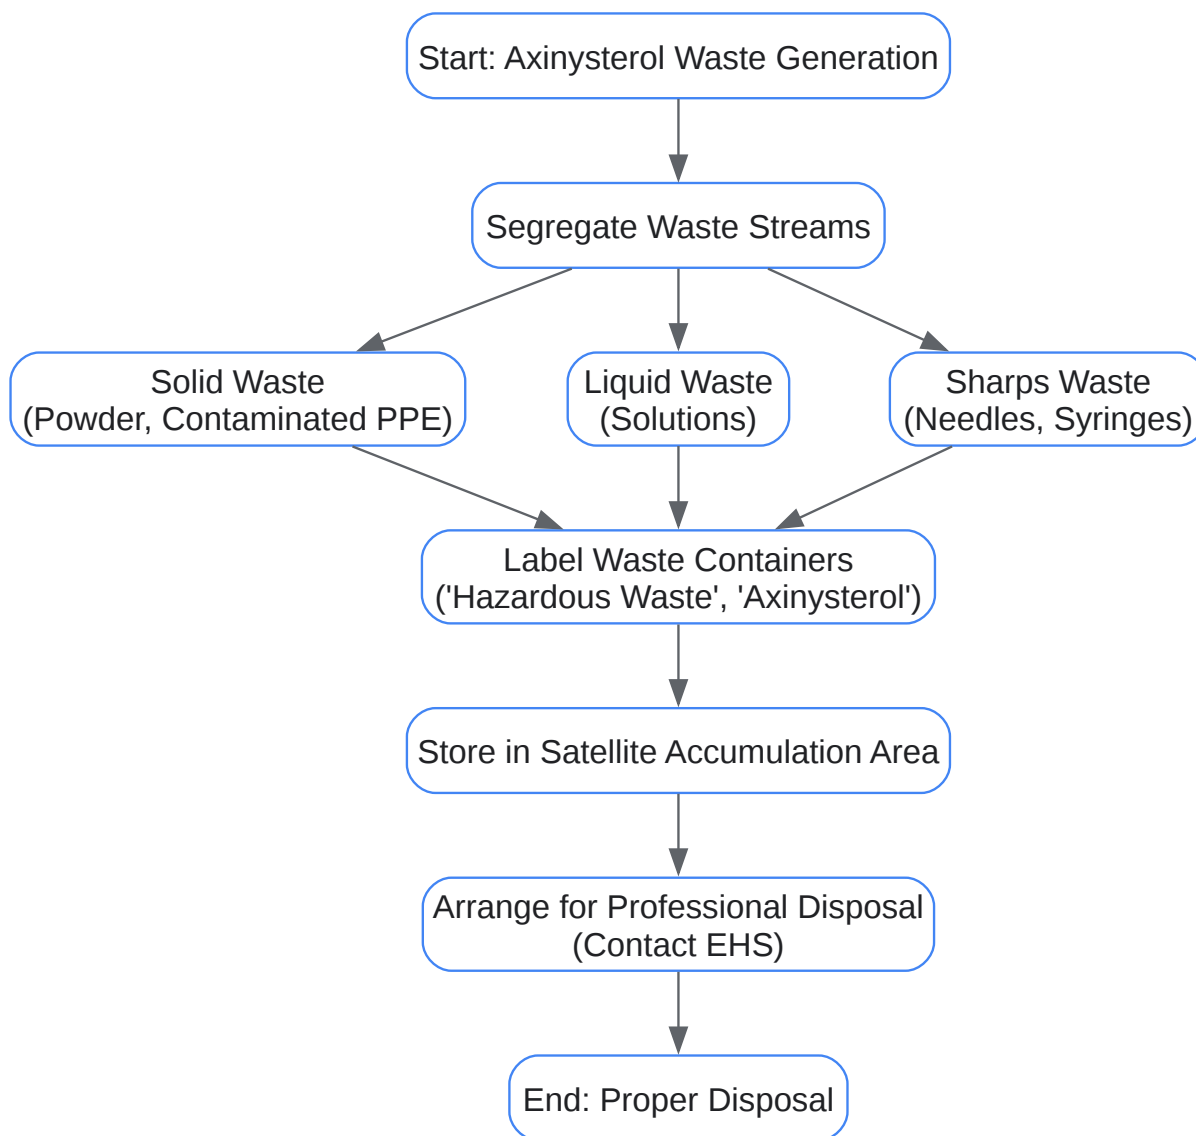 Start: Axinysterol Waste Generation
Segregate Waste Streams
Solid Waste
(Powder, Contaminated PPE)
Liquid Waste
(Solutions)
Sharps Waste
(Needles, Syringes)
Label Waste Containers
('Hazardous Waste', 'Axinysterol')
Store in Satellite Accumulation Area
Arrange for Professional Disposal
(Contact EHS)
End: Proper Disposal